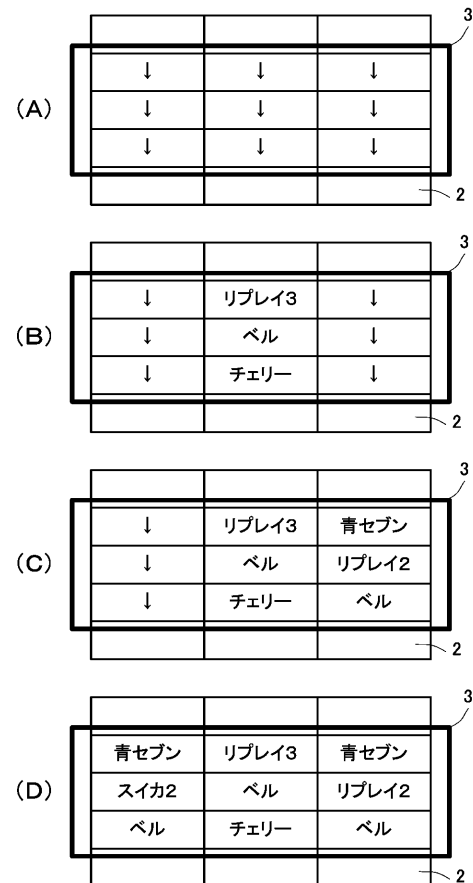 3
↓ ↓ ↓
(A) ↓ ↓ ↓
↓ ↓ ↓
2
3
↓ リプレイ3 ↓
(B) ↓ ベル ↓
↓ チェリー ↓
2
3
↓ リプレイ3 青セブン
(C) ↓ ベル リプレイ2
↓ チェリー ベル
2
3
青セブン リプレイ3 青セブン
(D) スイカ2 ベル リプレイ2
ベル チェリー ベル
2